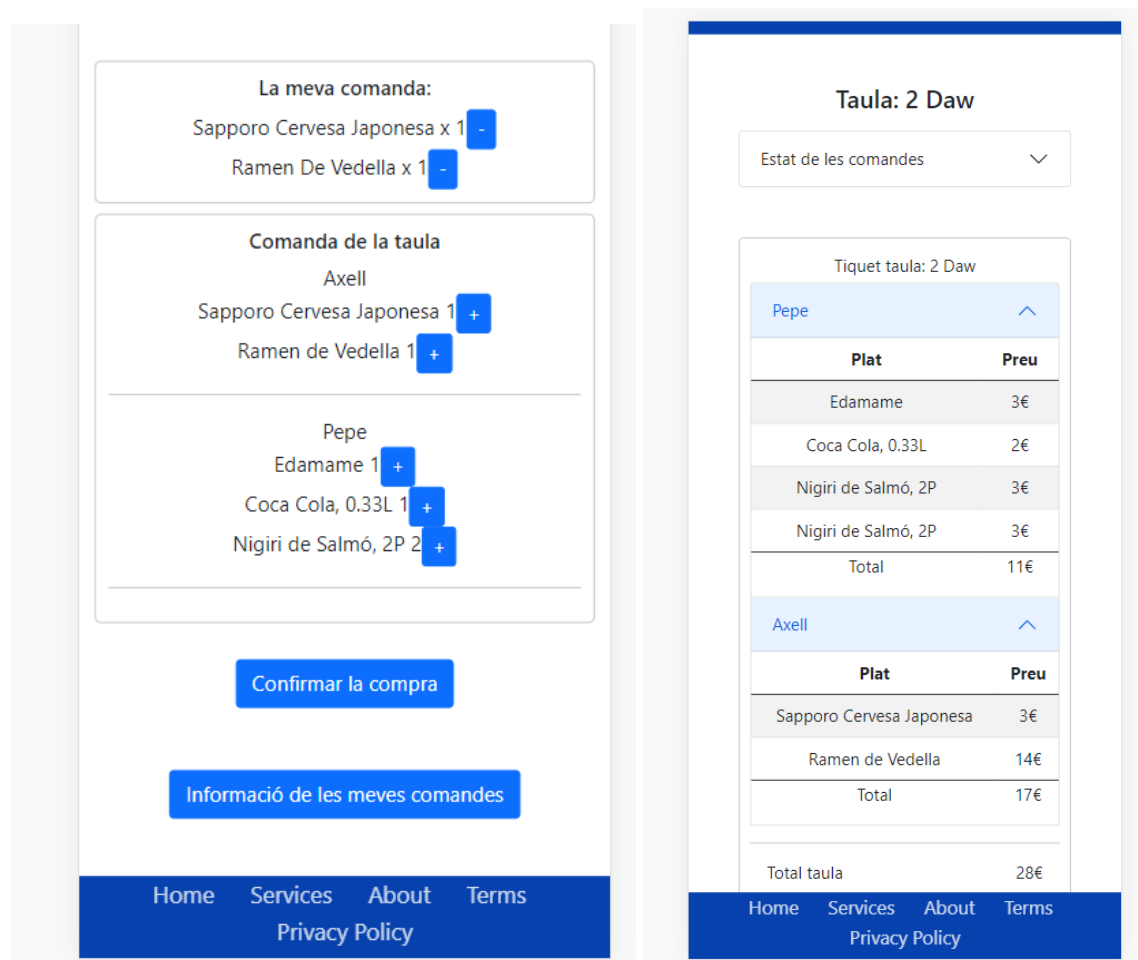 La meva comanda:
Sapporo Cervesa Japonesa x 1 -
Ramen De Vedella x 1 -
Comanda de la taula
Axell
Sapporo Cervesa Japonesa 1 +
Ramen de Vedella 1 +
Pepe
Edamame 1 +
Coca Cola, 0.33L 1 +
Nigiri de Salmó, 2P 2 +
Confirmar la compra
Informació de les meves comandes
Home Services About Terms
Privacy Policy
Taula: 2 Daw
Estat de les comandes
Tiquet taula: 2 Daw
Pepe
Plat Preu
Edamame 3€
Coca Cola, 0.33L 2€
Nigiri de Salmó, 2P 3€
Nigiri de Salmó, 2P 3€
Total 11€
Axell
Plat Preu
Sapporo Cervesa Japonesa 3€
Ramen de Vedella 14€
Total 17€
Total taula 28€
Home Services About Terms
Privacy Policy